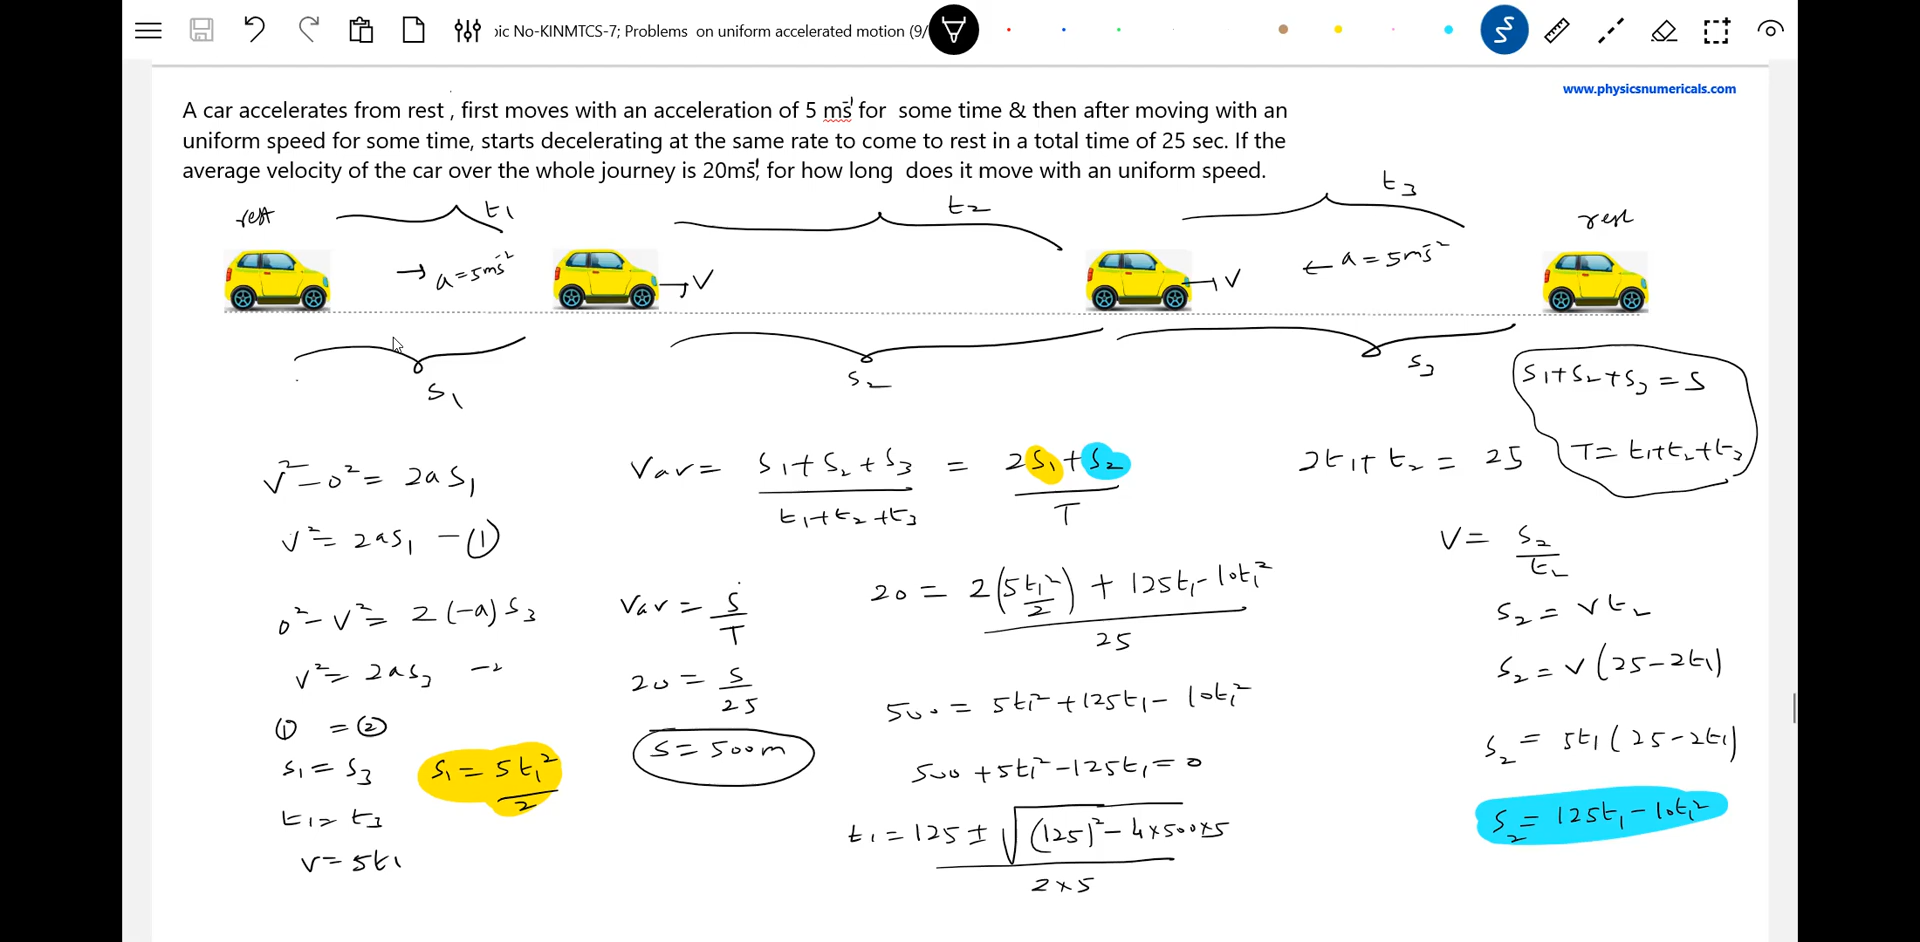 ic No-KINMTCS-7; Problems on uniform accelerated motion (9/
www.physicsnumericals.com
A car accelerates from rest , first moves with an acceleration of 5 ms⁻¹ for some time & then after moving with an
uniform speed for some time, starts decelerating at the same rate to come to rest in a total time of 25 sec. If the
average velocity of the car over the whole journey is 20ms⁻¹, for how long does it move with an uniform speed.
rest t₁ t₂ t₃ rest
→ a = 5ms⁻² → V → V ← a = 5ms⁻²
S₁ S₂ S₃
S₁+S₂+S₃ = S
T = t₁+t₂+t₃
V²-0² = 2aS₁
V² = 2aS₁ - ①
0²-V² = 2(-a)S₃
V² = 2aS₃ -2
① = ②
S₁ = S₃
t₁ = t₃
V = 5t₁
S₁ = 5t₁²/2
Vav = (S₁+S₂+S₃)/(t₁+t₂+t₃) = (2S₁+S₂)/T
Vav = S/T
20 = S/25
S = 500m
20 = (2(5t₁²/2) + 125t₁-10t₁²)/25
500 = 5t₁²+125t₁-10t₁²
500+5t₁²-125t₁ = 0
t₁ = (125 ± √((125)²-4×500×5))/(2×5)
2t₁+t₂ = 25
V = S₂/t₂
S₂ = Vt₂
S₂ = V(25-2t₁)
S₂ = 5t₁(25-2t₁)
S₂ = 125t₁-10t₁²